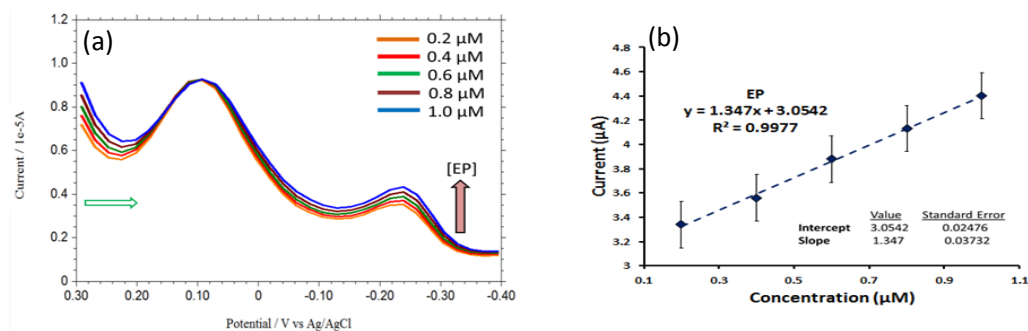 (a)
1.2
1.0
0.8
0.6
0.4
0.2
0
Current / 1e-5A
0.2 µM
0.4 µM
0.6 µM
0.8 µM
1.0 µM
[EP]
0.30 0.20 0.10 0 -0.10 -0.20 -0.30 -0.40
Potential / V vs Ag/AgCl
(b)
4.8
4.6
4.4
4.2
4
3.8
3.6
3.4
3.2
3
Current (µA)
EP
y = 1.347x + 3.0542
R² = 0.9977
Value Standard Error
Intercept 3.0542 0.02476
Slope 1.347 0.03732
0.1 0.3 0.5 0.7 0.9 1.1
Concentration (µM)